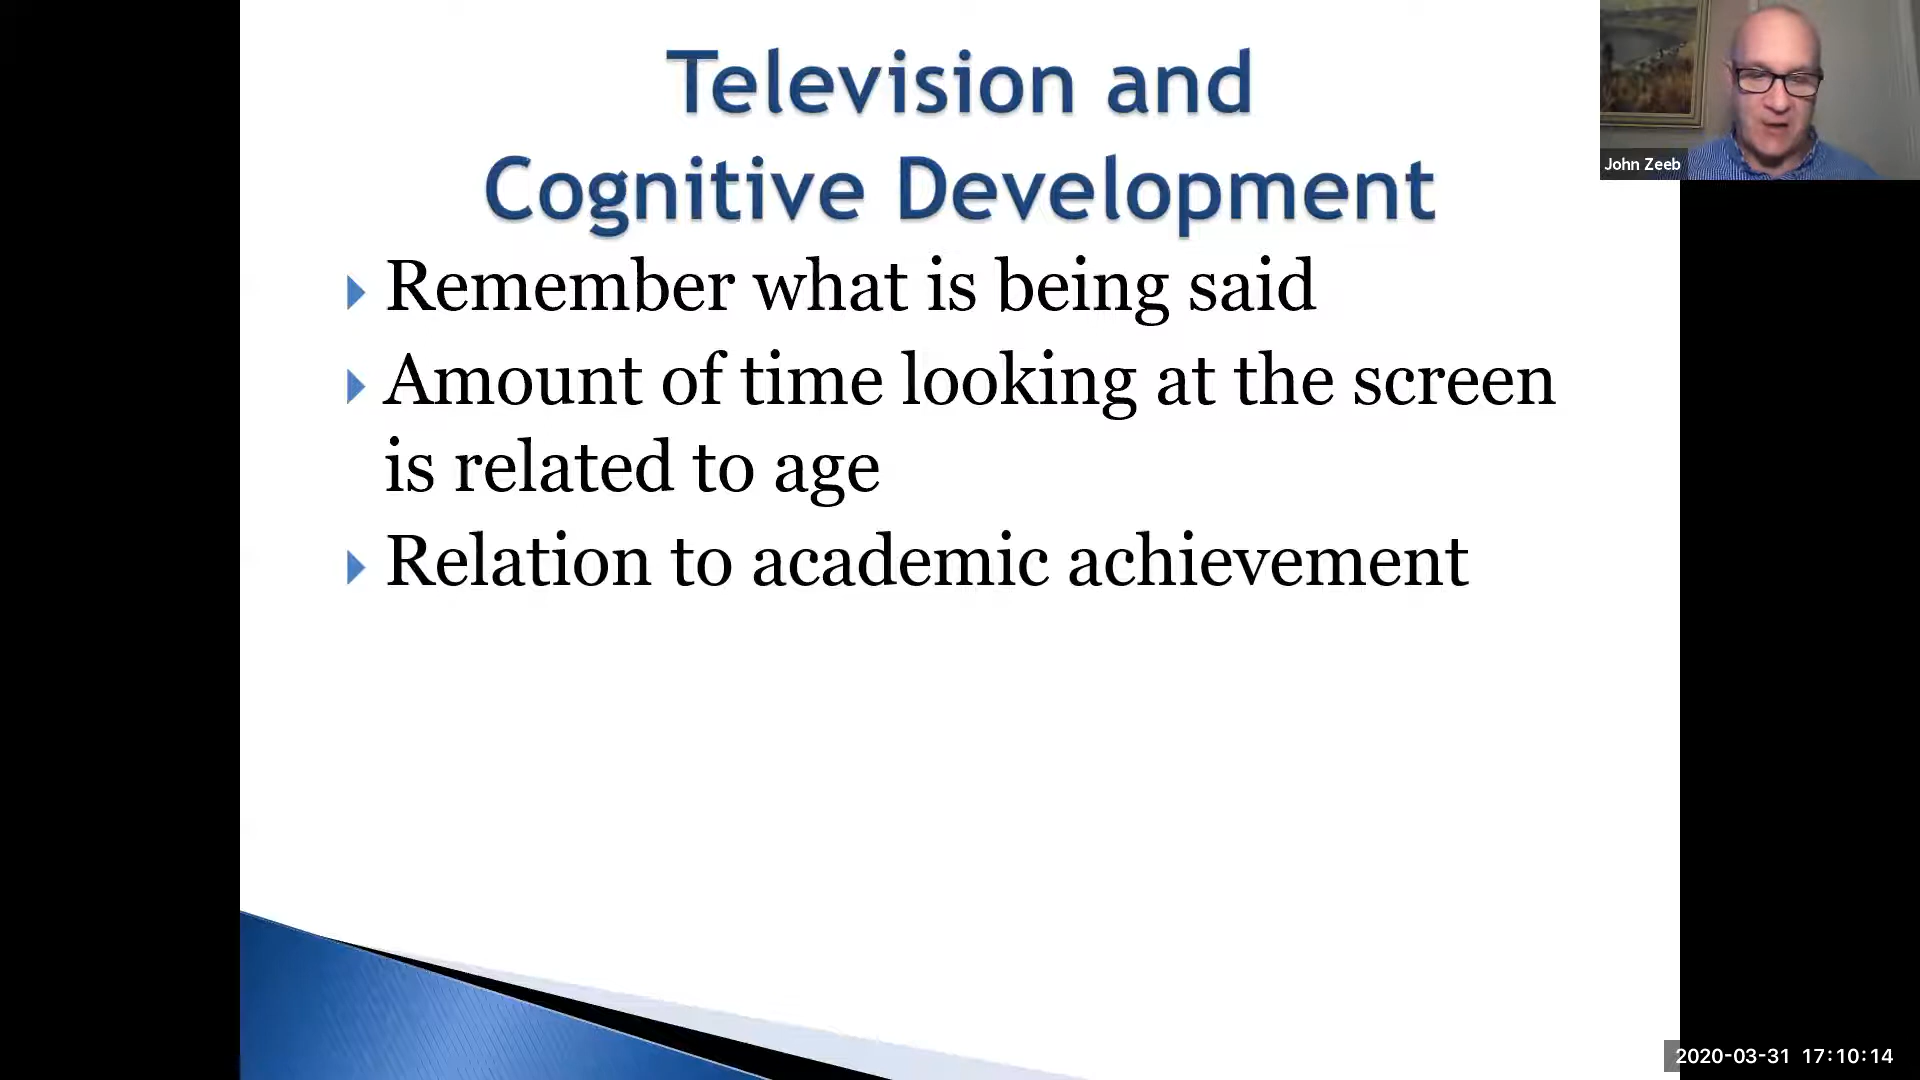 Television and
Cognitive Development
Remember what is being said
Amount of time looking at the screen
is related to age
Relation to academic achievement
John Zeeb
2020-03-31 17:10:14